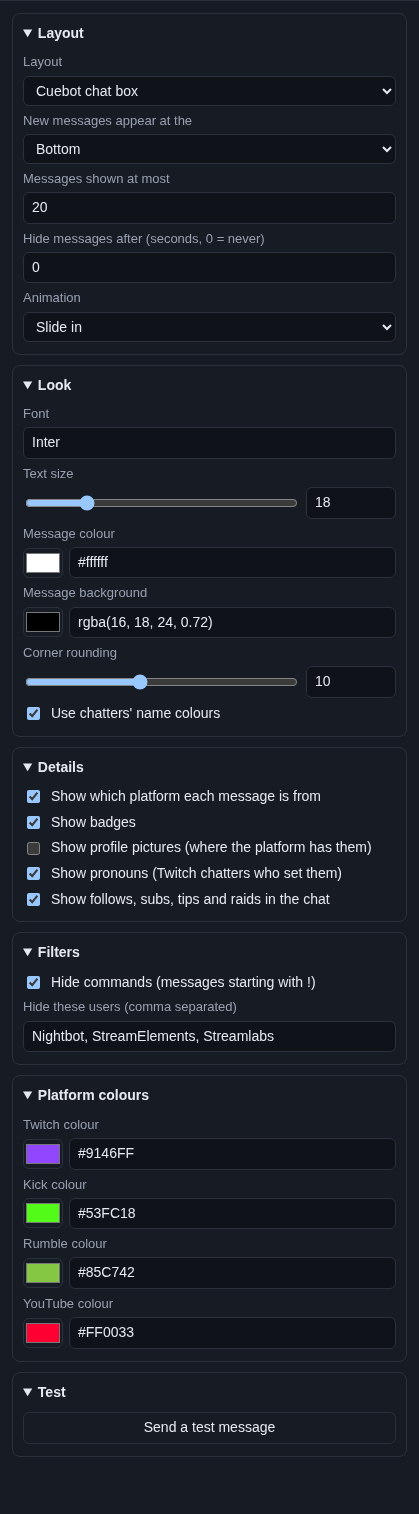 Layout
Layout
Cuebot chat box
New messages appear at the
Bottom
Messages shown at most
20
Hide messages after (seconds, 0 = never)
0
Animation
Slide in
Look
Font
Inter
Text size
18
Message colour
#ffffff
Message background
rgba(16, 18, 24, 0.72)
Corner rounding
10
Use chatters' name colours
Details
Show which platform each message is from
Show badges
Show profile pictures (where the platform has them)
Show pronouns (Twitch chatters who set them)
Show follows, subs, tips and raids in the chat
Filters
Hide commands (messages starting with !)
Hide these users (comma separated)
Nightbot, StreamElements, Streamlabs
Platform colours
Twitch colour
#9146FF
Kick colour
#53FC18
Rumble colour
#85C742
YouTube colour
#FF0033
Test
Send a test message